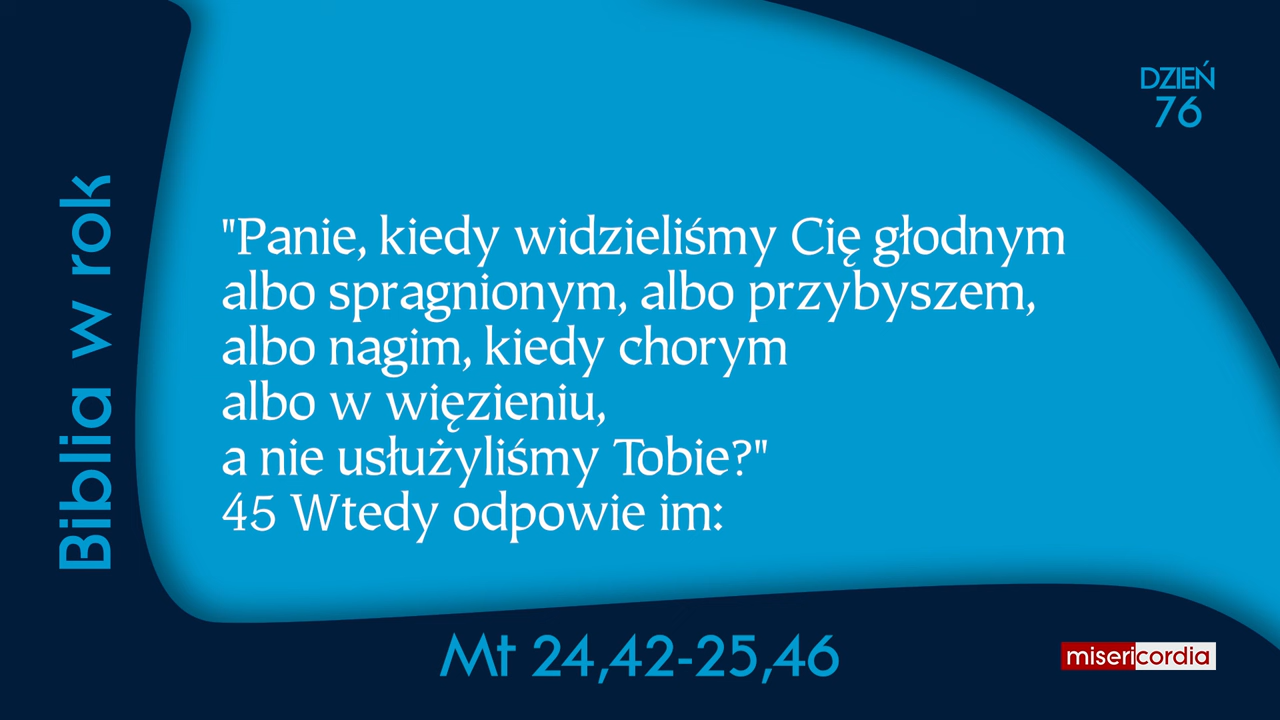 DZIEŃ
76
Biblia w rok
"Panie, kiedy widzieliśmy Cię głodnym
albo spragnionym, albo przybyszem,
albo nagim, kiedy chorym
albo w więzieniu,
a nie usłużyliśmy Tobie?"
45 Wtedy odpowie im:
Mt 24,42-25,46
misericordia